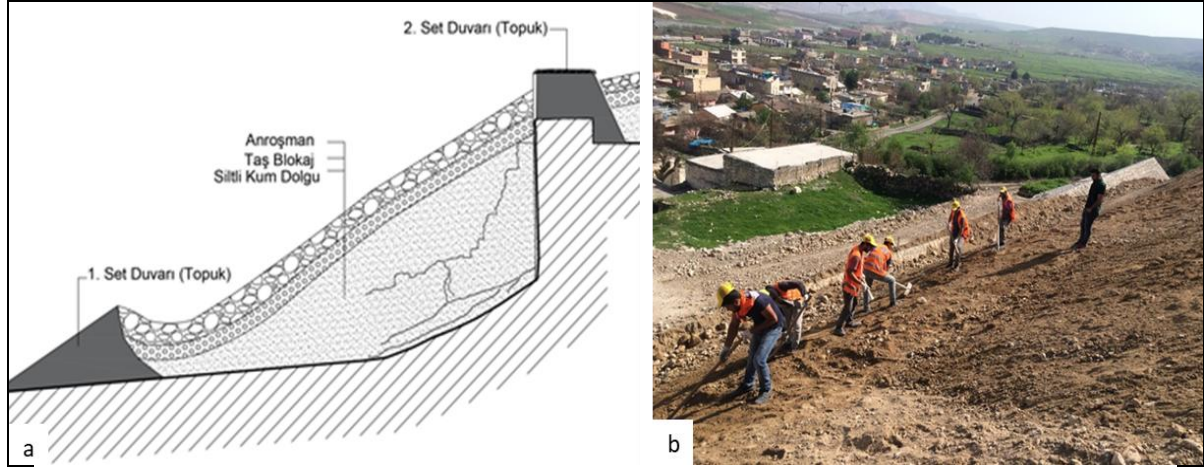 2. Set Duvarı (Topuk)
Anroşman
Taş Blokaj
Siltli Kum Dolgu
1. Set Duvarı (Topuk)
a
b